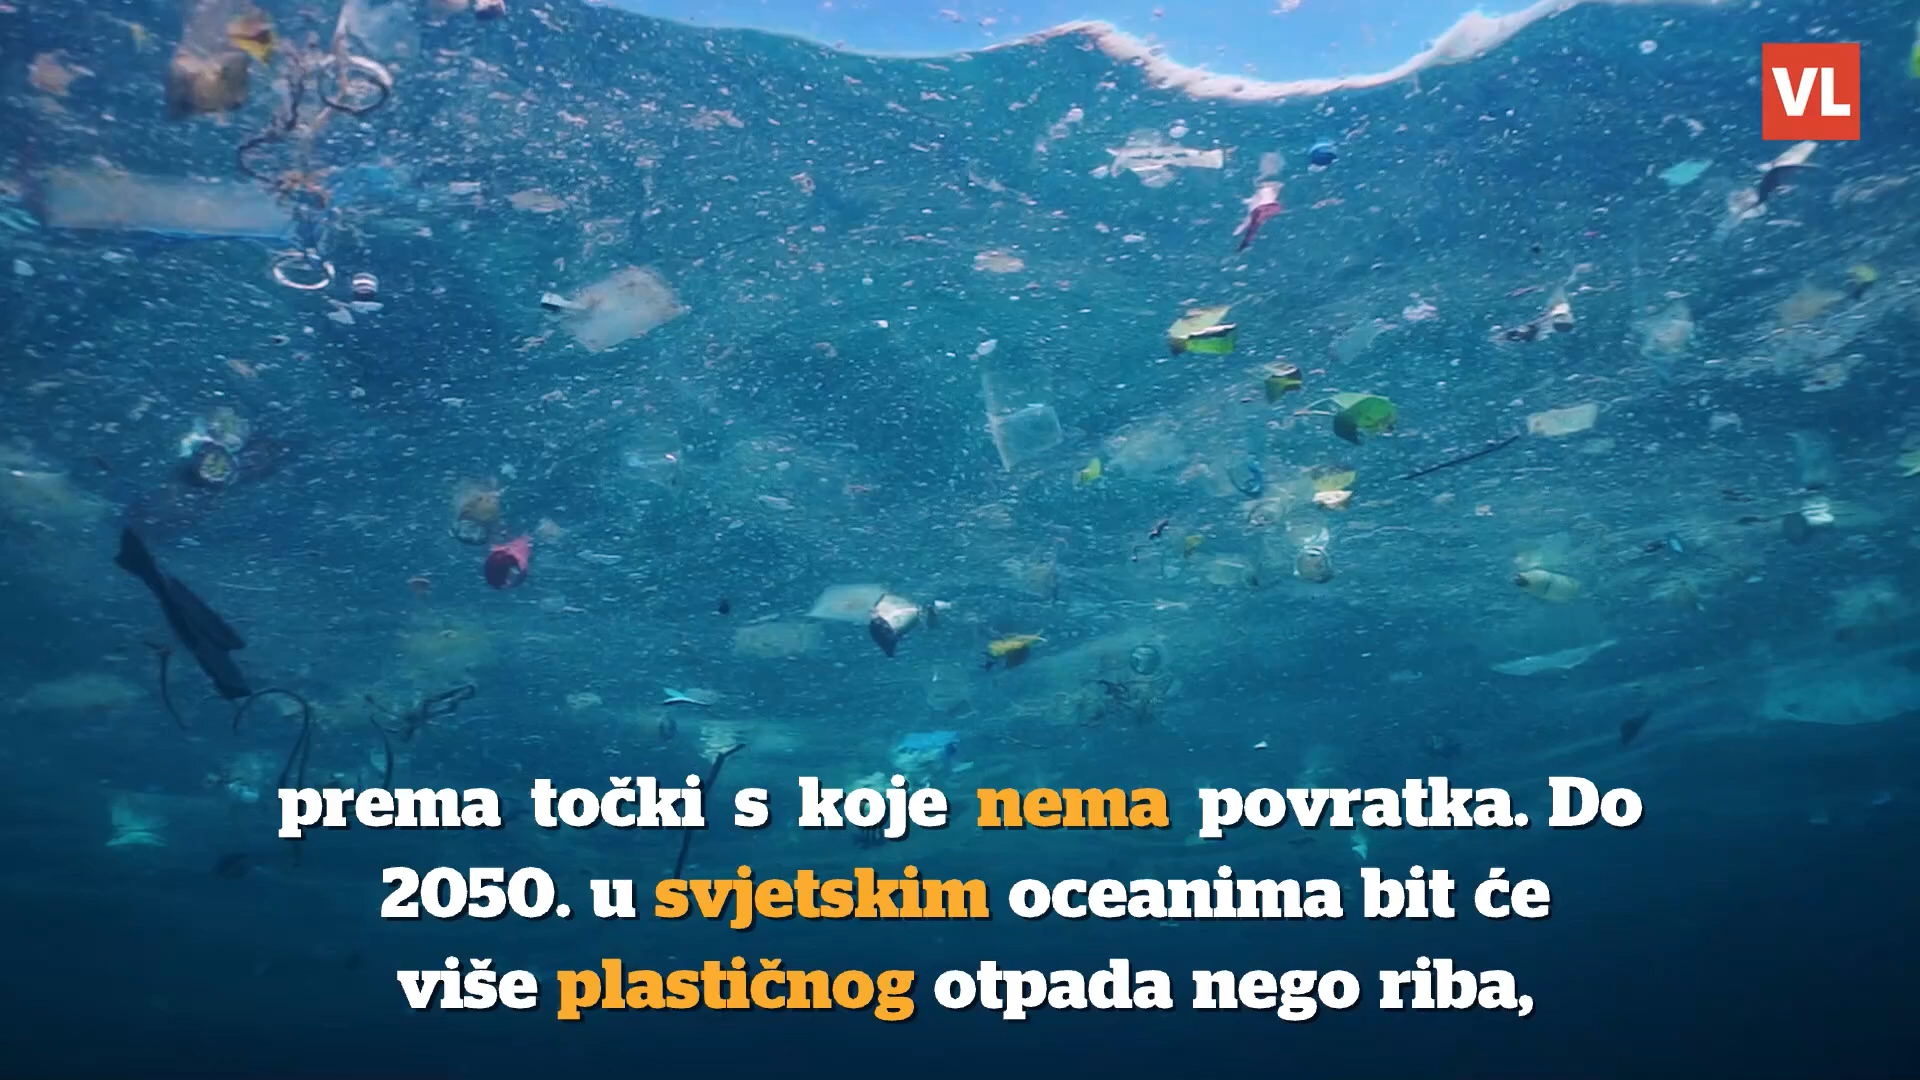 VL
prema točki s koje nema povratka. Do
2050. u svjetskim oceanima bit će
više plastičnog otpada nego riba,